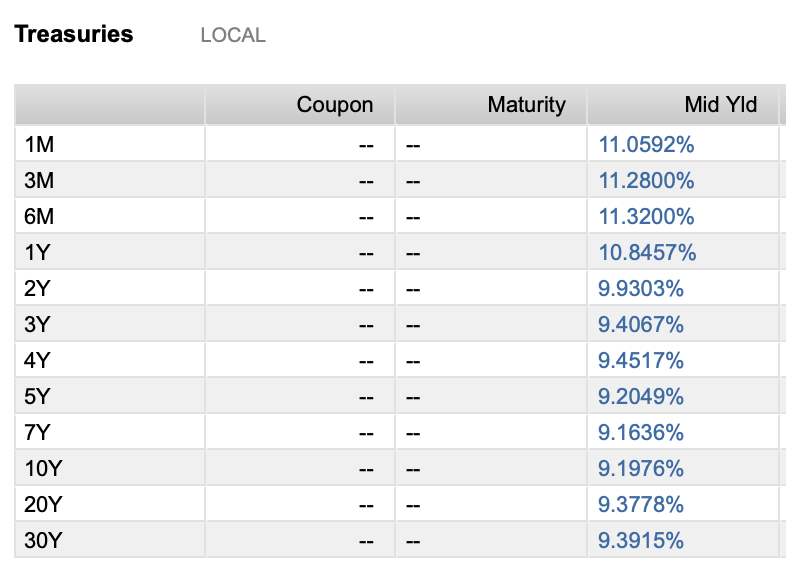 Treasuries LOCAL
Coupon Maturity Mid Yld
1M -- -- 11.0592%
3M -- -- 11.2800%
6M -- -- 11.3200%
1Y -- -- 10.8457%
2Y -- -- 9.9303%
3Y -- -- 9.4067%
4Y -- -- 9.4517%
5Y -- -- 9.2049%
7Y -- -- 9.1636%
10Y -- -- 9.1976%
20Y -- -- 9.3778%
30Y -- -- 9.3915%